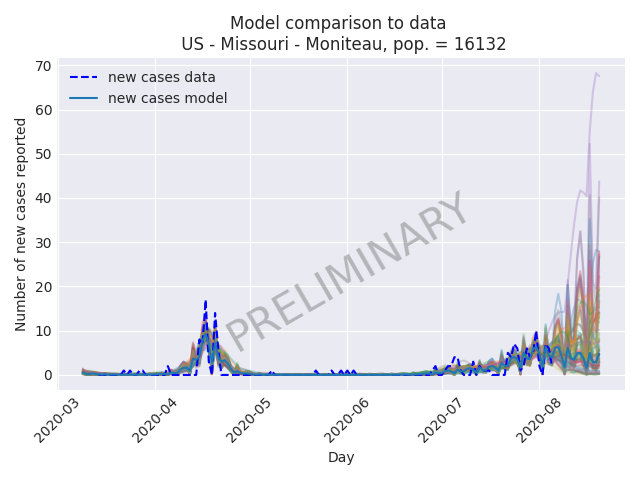 Model comparison to data
US - Missouri - Moniteau, pop. = 16132
new cases data
new cases model
PRELIMINARY
Number of new cases reported
70
60
50
40
30
20
10
0
2020-03
2020-04
2020-05
2020-06
2020-07
2020-08
Day